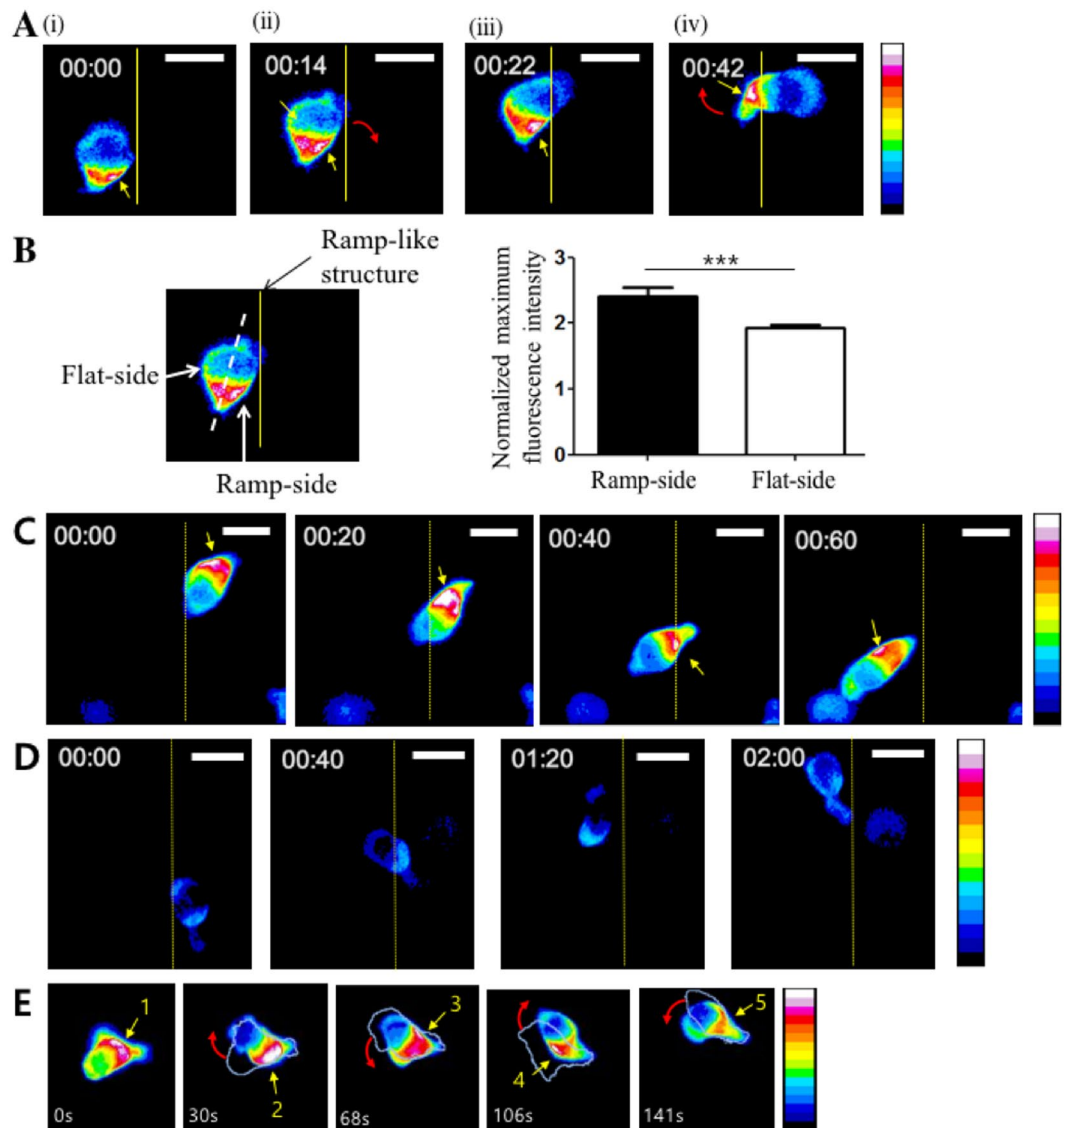 A (i) (ii) (iii) (iv)
00:00 00:14 00:22 00:42
B
Ramp-like
structure
Flat-side
Ramp-side
Normalized maximum
fluorescence intensity
3
2
1
0
***
Ramp-side Flat-side
C 00:00 00:20 00:40 00:60
D 00:00 00:40 01:20 02:00
E 1 2 3 4 5
0s 30s 68s 106s 141s